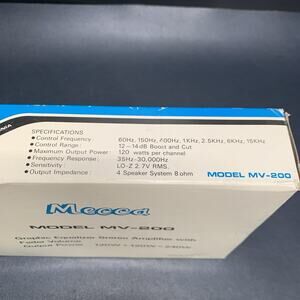 SPECIFICATIONS
• Control Frequency : 60Hz, 150Hz, 400Hz, 1KHz, 2.5KHz, 6KHz, 15KHz
• Control Range : 12 – 14dB Boost and Cut
• Maximum Output Power : 120 watts per channel
• Frequency Response : 35Hz-30,000Hz
• Sensitivity : LO-Z 2.7V RMS.
• Output Impedance : 4 Speaker System 8 ohm
MODEL MV-200
Mecca
MODEL MV-200
Graphic Equalizer Stereo Amplifier with
Fader Volume
Output Power 120W + 120W = 240W